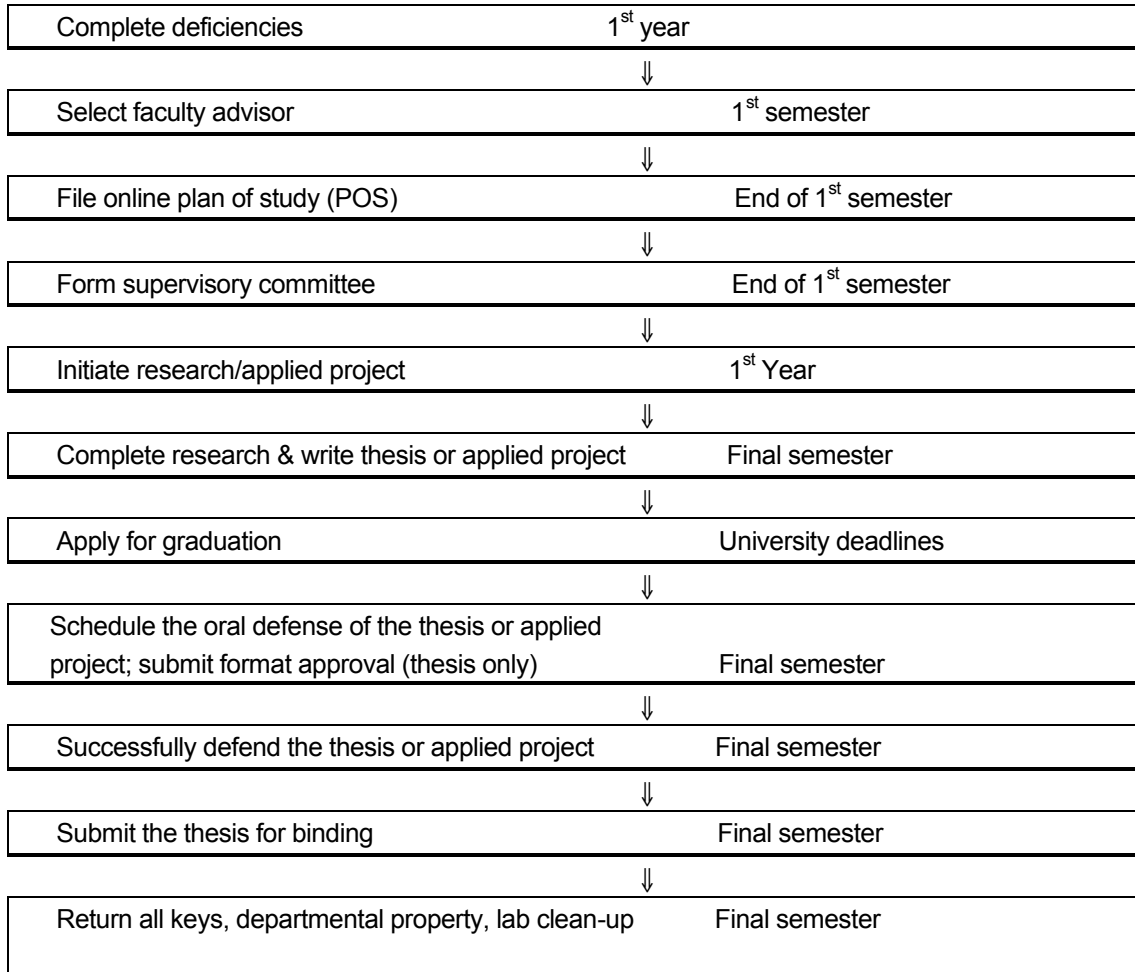 Complete deficiencies 1st year
⇓
Select faculty advisor 1st semester
⇓
File online plan of study (POS) End of 1st semester
⇓
Form supervisory committee End of 1st semester
⇓
Initiate research/applied project 1st Year
⇓
Complete research & write thesis or applied project Final semester
⇓
Apply for graduation University deadlines
⇓
Schedule the oral defense of the thesis or applied
project; submit format approval (thesis only) Final semester
⇓
Successfully defend the thesis or applied project Final semester
⇓
Submit the thesis for binding Final semester
⇓
Return all keys, departmental property, lab clean-up Final semester